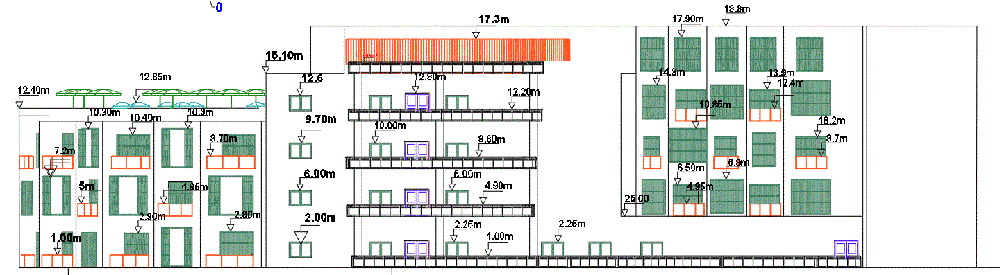 0
18.8m
17.3m
17.90m
16.10m
14.3m
13.9m
12.85m
12.6
12.80m
12.4m
12.40m
12.20m
10.85m
10.30m
10.3m
10.40m
9.70m
10.00m
19.2m
9.70m
9.60m
9.7m
7.2m
6.9m
6.00m
6.00m
6.50m
5m
4.95m
4.90m
4.95m
25.00
2.90m
2.90m
2.00m
2.25m
2.25m
1.00m
1.00m